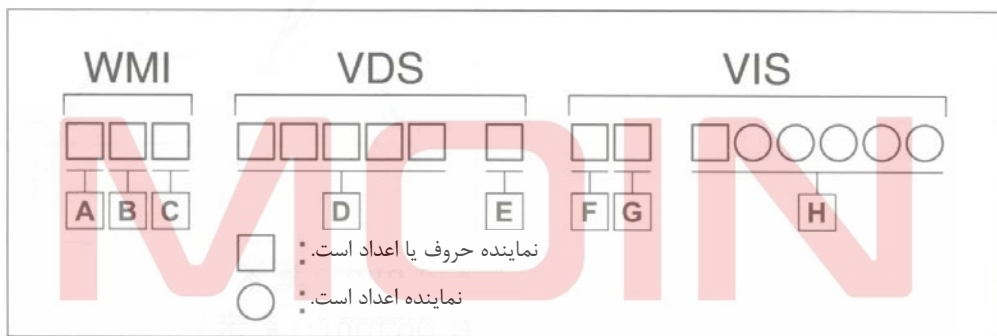 WMI VDS VIS
A B C D E F G H
نماینده حروف یا اعداد است. :
نماینده اعداد است. :
MOIN